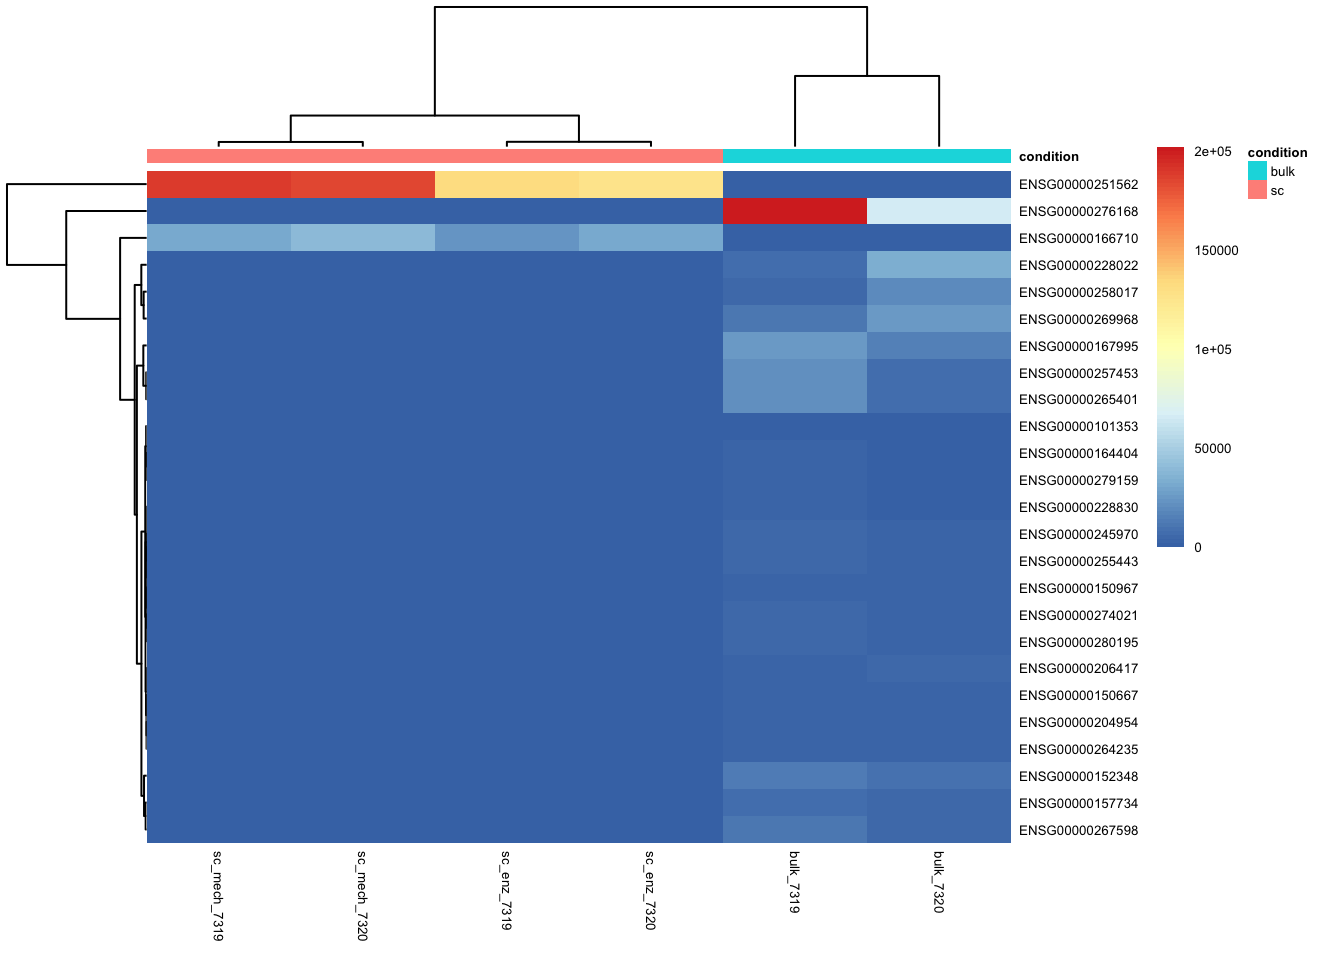 condition
ENSG00000251562
ENSG00000276168
ENSG00000166710
ENSG00000228022
ENSG00000258017
ENSG00000269968
ENSG00000167995
ENSG00000257453
ENSG00000265401
ENSG00000101353
ENSG00000164404
ENSG00000279159
ENSG00000228830
ENSG00000245970
ENSG00000255443
ENSG00000150967
ENSG00000274021
ENSG00000280195
ENSG00000206417
ENSG00000150667
ENSG00000204954
ENSG00000264235
ENSG00000152348
ENSG00000157734
ENSG00000267598
sc_mech_7319
sc_mech_7320
sc_enz_7319
sc_enz_7320
bulk_7319
bulk_7320
2e+05
150000
1e+05
50000
0
condition
bulk
sc